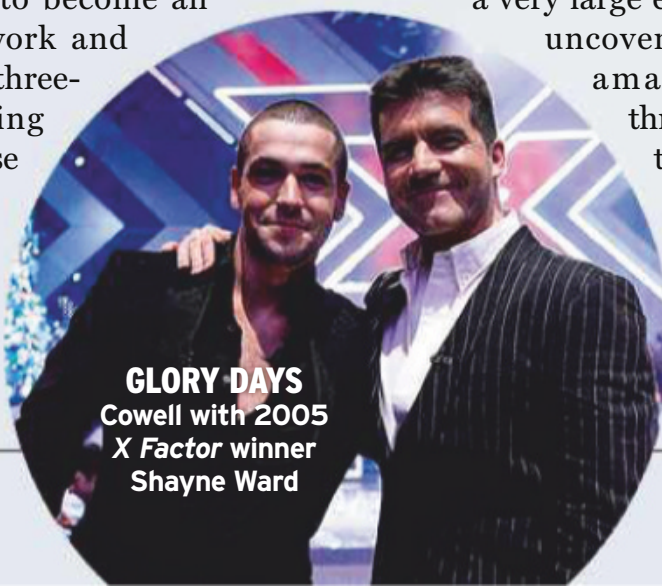 to become an
work and
three-
ing
se
a very large e
uncover
ama
thr
t
GLORY DAYS
Cowell with 2005
X Factor winner
Shayne Ward